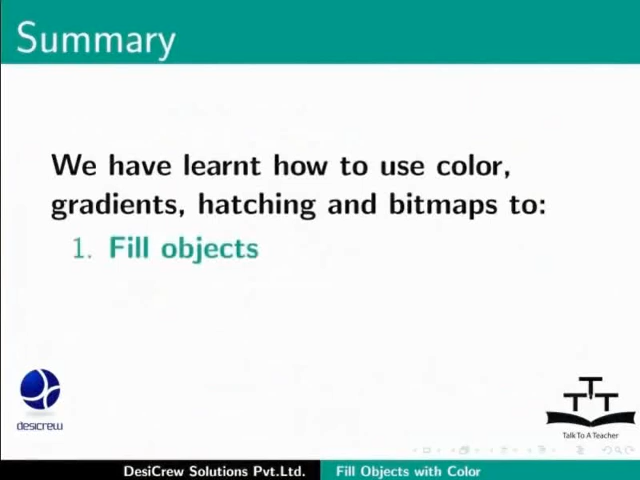 Summary
We have learnt how to use color,
gradients, hatching and bitmaps to:
1. Fill objects
desicrew
TTT
Talk To A Teacher
DesiCrew Solutions Pvt.Ltd.
Fill Objects with Color